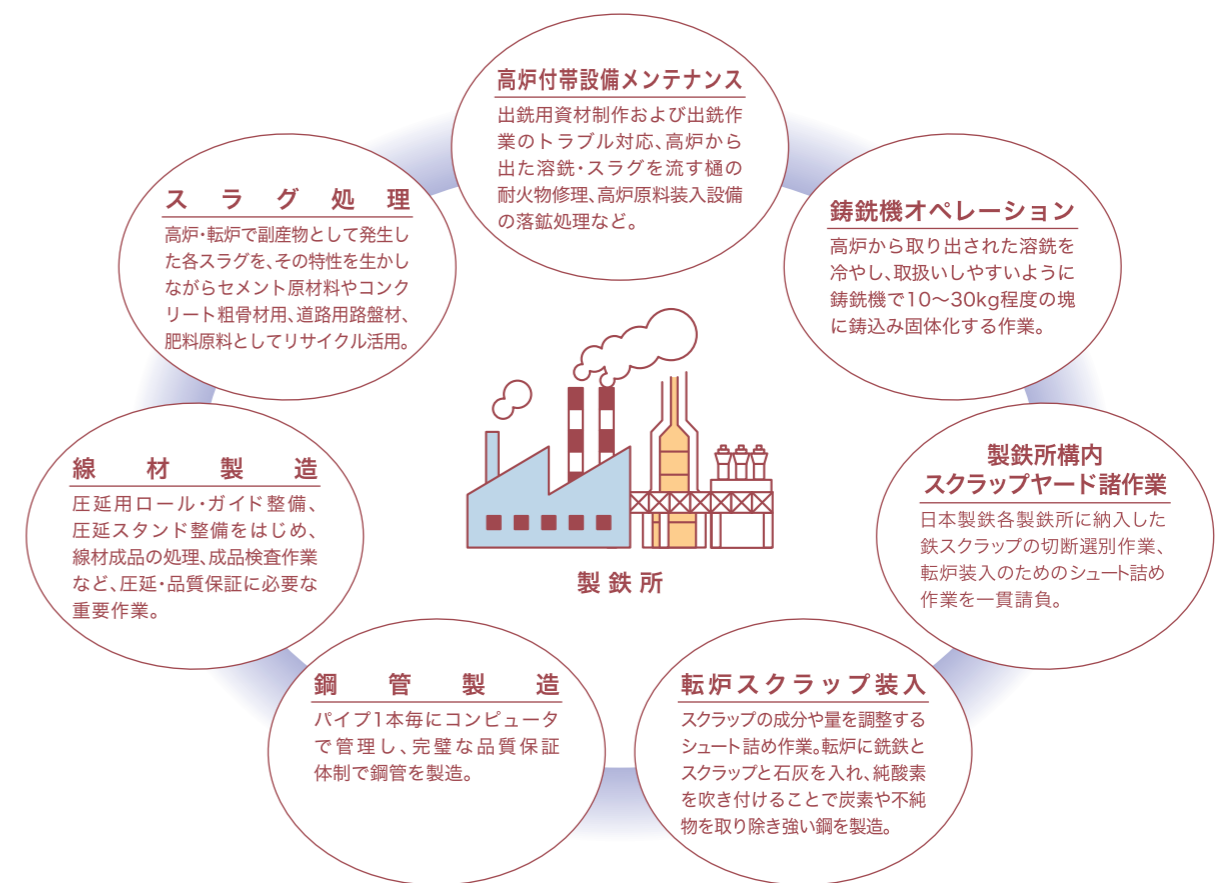 高炉付帯設備メンテナンス
出銑用資材制作および出銑作
業のトラブル対応、高炉から
出た溶銑・スラグを流す樋の
耐火物修理、高炉原料装入設備
の落鉱処理など。
鋳銑機オペレーション
高炉から取り出された溶銑を
冷やし、取扱いしやすいように
鋳銑機で10〜30kg程度の塊
に鋳込み固体化する作業。
製鉄所構内
スクラップヤード諸作業
日本製鉄各製鉄所に納入した
鉄スクラップの切断選別作業、
転炉装入のためのシュート詰め
作業を一貫請負。
転炉スクラップ装入
スクラップの成分や量を調整する
シュート詰め作業。転炉に銑鉄と
スクラップと石灰を入れ、純酸素
を吹き付けることで炭素や不純
物を取り除き強い鋼を製造。
鋼管製造
パイプ1本毎にコンピュータ
で管理し、完璧な品質保証
体制で鋼管を製造。
線材製造
圧延用ロール・ガイド整備、
圧延スタンド整備をはじめ、
線材成品の処理、成品検査作業
など、圧延・品質保証に必要な
重要作業。
スラグ処理
高炉・転炉で副産物として発生し
た各スラグを、その特性を生かし
ながらセメント原材料やコンク
リート粗骨材用、道路用路盤材、
肥料原料としてリサイクル活用。
製鉄所